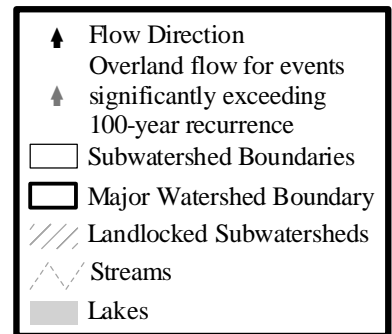 Flow Direction
Overland flow for events
significantly exceeding
100-year recurrence
Subwatershed Boundaries
Major Watershed Boundary
Landlocked Subwatersheds
Streams
Lakes